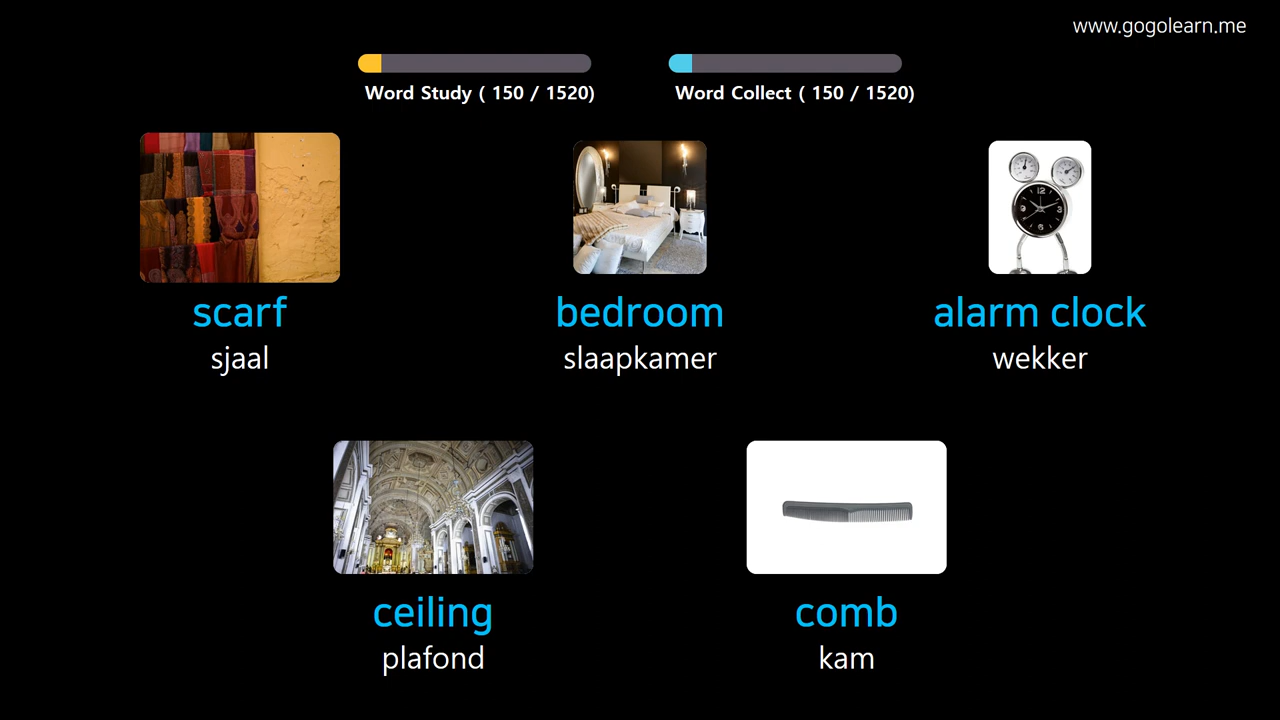 www.gogolearn.me
Word Study ( 150 / 1520)
Word Collect ( 150 / 1520)
scarf
sjaal
bedroom
slaapkamer
alarm clock
wekker
ceiling
plafond
comb
kam